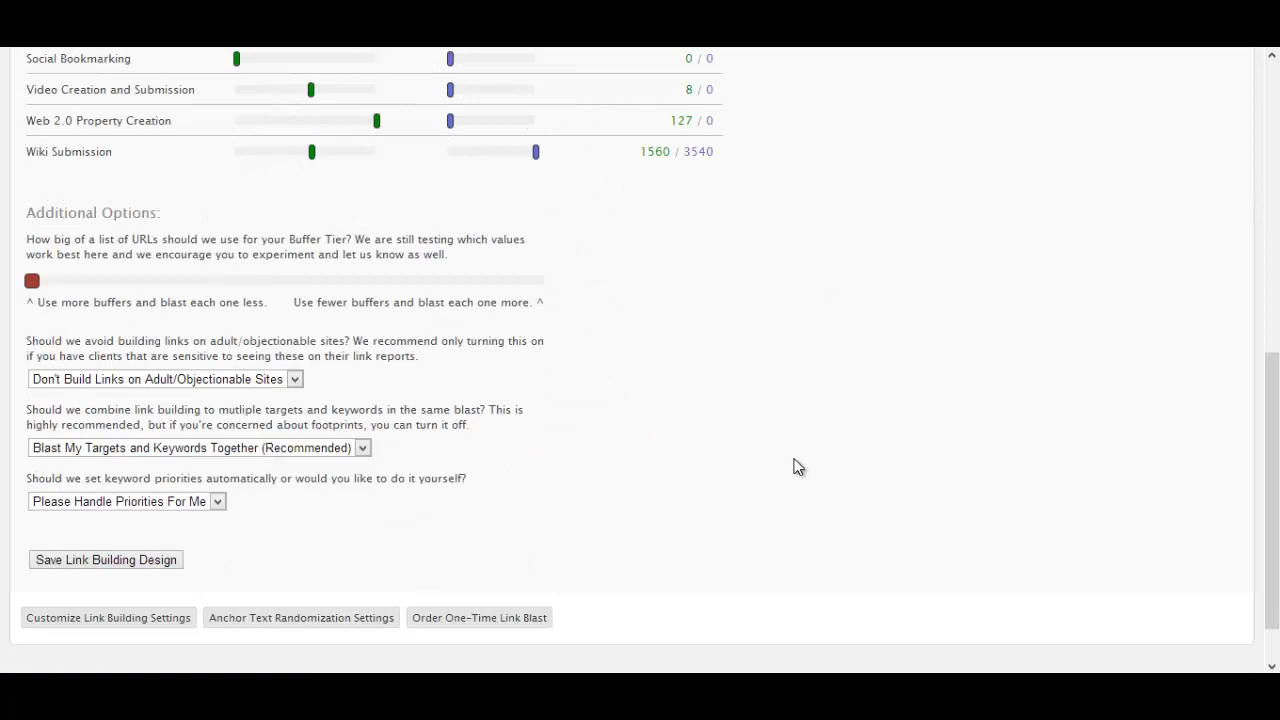 Social Bookmarking 0 / 0
Video Creation and Submission 8 / 0
Web 2.0 Property Creation 127 / 0
Wiki Submission 1560 / 3540
Additional Options:
How big of a list of URLs should we use for your Buffer Tier? We are still testing which values
work best here and we encourage you to experiment and let us know as well.
^ Use more buffers and blast each one less. Use fewer buffers and blast each one more. ^
Should we avoid building links on adult/objectionable sites? We recommend only turning this on
if you have clients that are sensitive to seeing these on their link reports.
Don't Build Links on Adult/Objectionable Sites
Should we combine link building to mutliple targets and keywords in the same blast? This is
highly recommended, but if you're concerned about footprints, you can turn it off.
Blast My Targets and Keywords Together (Recommended)
Should we set keyword priorities automatically or would you like to do it yourself?
Please Handle Priorities For Me
Save Link Building Design
Customize Link Building Settings Anchor Text Randomization Settings Order One-Time Link Blast